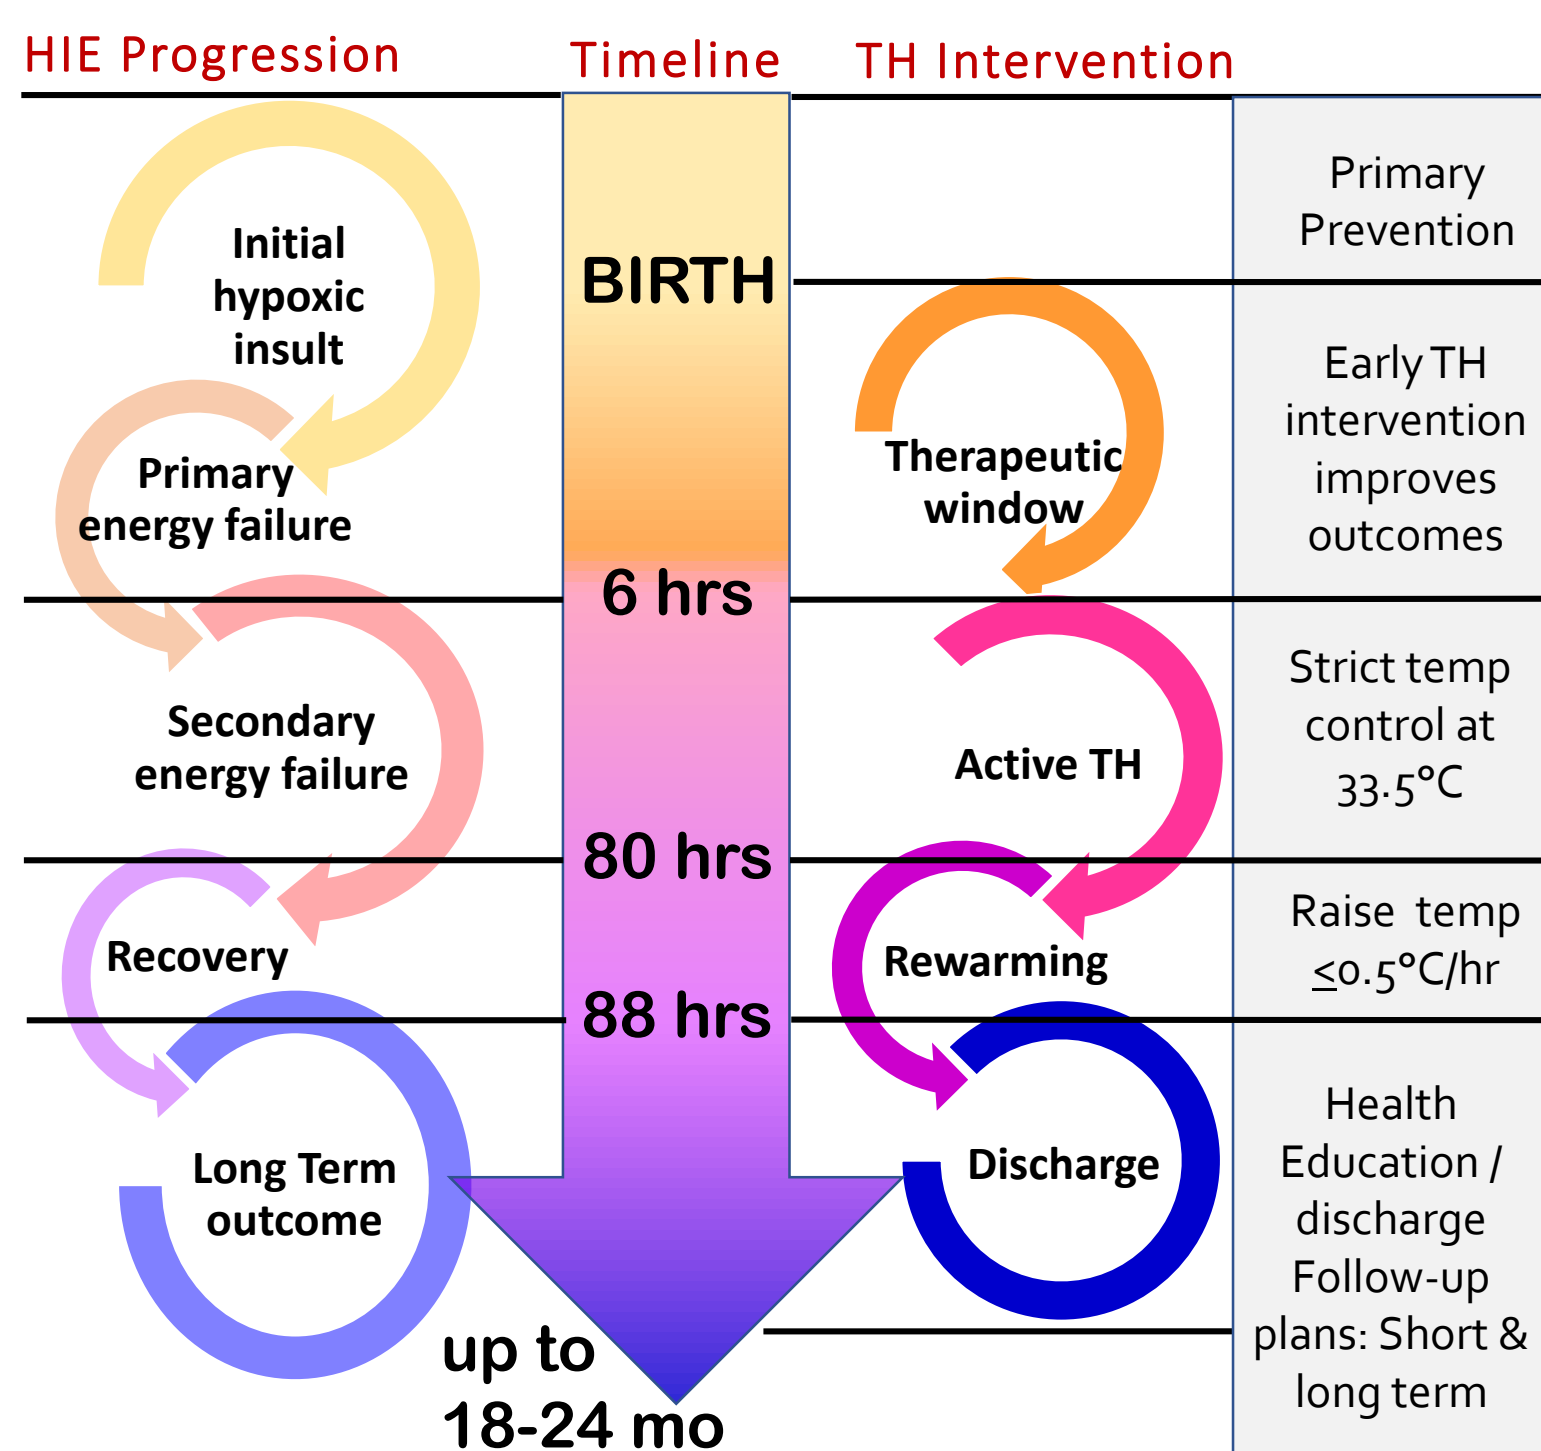 HIE Progression
Timeline
TH Intervention
Initial
hypoxic
insult
BIRTH
Primary
Prevention
Primary
energy failure
Therapeutic
window
Early TH
intervention
improves
outcomes
6 hrs
Secondary
energy failure
Active TH
Strict temp
control at
33.5°C
80 hrs
Recovery
Rewarming
Raise temp
≤0.5°C/hr
88 hrs
Long Term
outcome
Discharge
Health
Education /
discharge
Follow-up
plans: Short &
long term
up to
18-24 mo